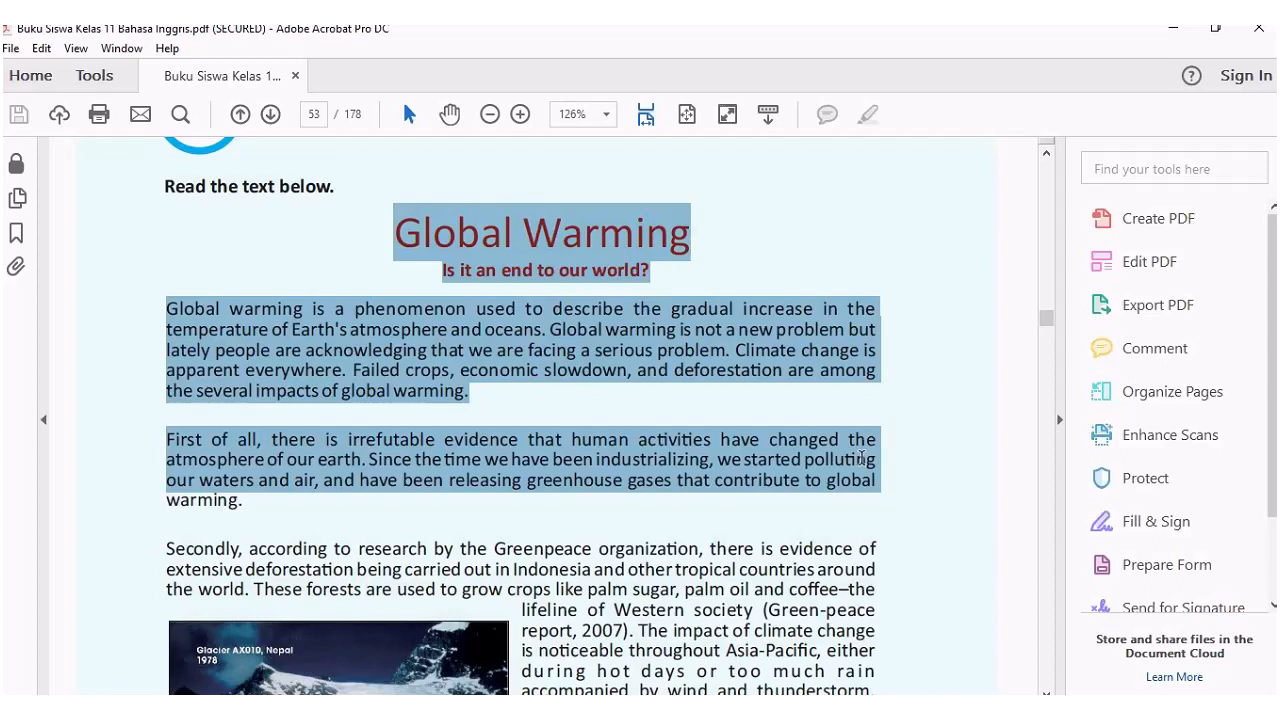 Buku Siswa Kelas 11 Bahasa Inggris.pdf (SECURED) - Adobe Acrobat Pro DC
File Edit View Window Help
Home Tools Buku Siswa Kelas 1... × Sign In
53 / 178 126%
Read the text below.
Global Warming
Is it an end to our world?
Global warming is a phenomenon used to describe the gradual increase in the
temperature of Earth's atmosphere and oceans. Global warming is not a new problem but
lately people are acknowledging that we are facing a serious problem. Climate change is
apparent everywhere. Failed crops, economic slowdown, and deforestation are among
the several impacts of global warming.
First of all, there is irrefutable evidence that human activities have changed the
atmosphere of our earth. Since the time we have been industrializing, we started polluting
our waters and air, and have been releasing greenhouse gases that contribute to global
warming.
Secondly, according to research by the Greenpeace organization, there is evidence of
extensive deforestation being carried out in Indonesia and other tropical countries around
the world. These forests are used to grow crops like palm sugar, palm oil and coffee–the
lifeline of Western society (Green-peace
report, 2007). The impact of climate change
is noticeable throughout Asia-Pacific, either
during hot days or too much rain
accompanied by wind and thunderstorm.
Glacier AX010, Nepal
1978
Find your tools here
Create PDF
Edit PDF
Export PDF
Comment
Organize Pages
Enhance Scans
Protect
Fill & Sign
Prepare Form
Send for Signature
Store and share files in the
Document Cloud
Learn More